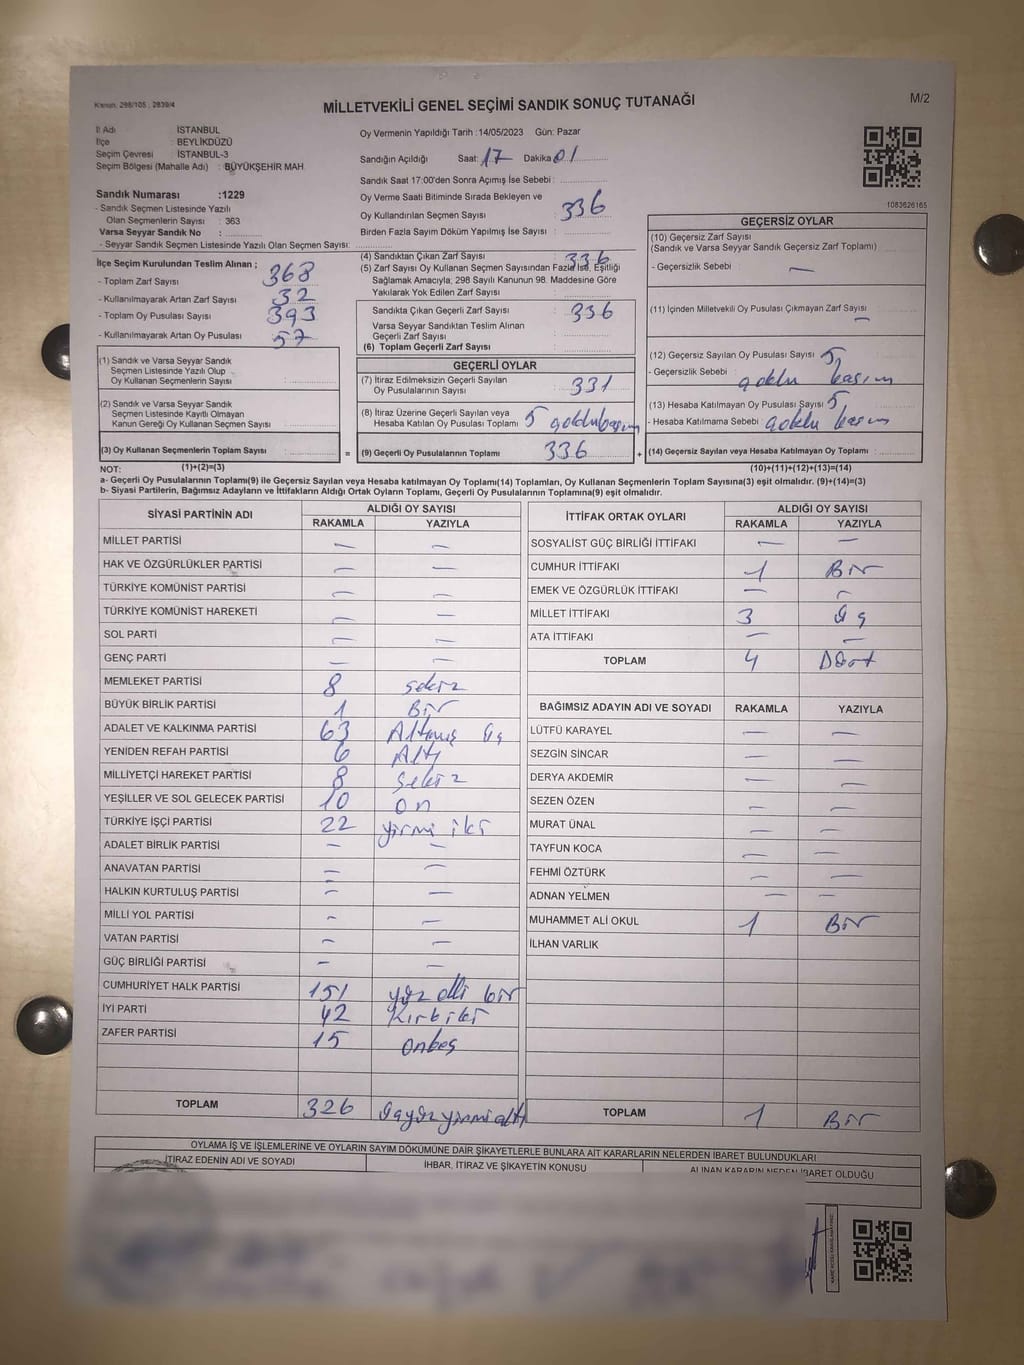 Kanun: 298/105 ; 2839/4
MİLLETVEKİLİ GENEL SEÇİMİ SANDIK SONUÇ TUTANAĞI
M/2
İl Adı : İSTANBUL
İlçe : BEYLİKDÜZÜ
Seçim Çevresi : İSTANBUL-3
Seçim Bölgesi (Mahalle Adı) : BÜYÜKŞEHİR MAH.
Sandık Numarası :1229
- Sandık Seçmen Listesinde Yazılı
Olan Seçmenlerin Sayısı : 363
Varsa Seyyar Sandık No :
- Seyyar Sandık Seçmen Listesinde Yazılı Olan Seçmen Sayısı:
Oy Vermenin Yapıldığı Tarih :14/05/2023 Gün: Pazar
Sandığın Açıldığı Saat: 17 Dakika 01
Sandık Saat 17:00'den Sonra Açımış İse Sebebi :
Oy Verme Saati Bitiminde Sırada Bekleyen ve
Oy Kullandırılan Seçmen Sayısı 336
Birden Fazla Sayım Döküm Yapılmış İse Sayısı :
1083626165
İlçe Seçim Kurulundan Teslim Alınan ;
- Toplam Zarf Sayısı 368
- Kullanılmayarak Artan Zarf Sayısı 32
- Toplam Oy Pusulası Sayısı 393
- Kullanılmayarak Artan Oy Pusulası 57
(4) Sandıktan Çıkan Zarf Sayısı 336
(5) Zarf Sayısı Oy Kullanan Seçmen Sayısından Fazla İse, Eşitliği
Sağlamak Amacıyla, 298 Sayılı Kanunun 98. Maddesine Göre
Yakılarak Yok Edilen Zarf Sayısı :
Sandıkta Çıkan Geçerli Zarf Sayısı 336
Varsa Seyyar Sandıktan Teslim Alınan
Geçerli Zarf Sayısı
(6) Toplam Geçerli Zarf Sayısı :
GEÇERSİZ OYLAR
(10) Geçersiz Zarf Sayısı
(Sandık ve Varsa Seyyar Sandık Geçersiz Zarf Toplamı)
- Geçersizlik Sebebi : —
(11) İçinden Milletvekili Oy Pusulası Çıkmayan Zarf Sayısı —
(12) Geçersiz Sayılan Oy Pusulası Sayısı 5
- Geçersizlik Sebebi :
(13) Hesaba Katılmayan Oy Pusulası Sayısı 5
- Hesaba Katılmama Sebebi
(14) Geçersiz Sayılan veya Hesaba Katılmayan Oy Toplamı :
(10)+(11)+(12)+(13)=(14)
(1) Sandık ve Varsa Seyyar Sandık
Seçmen Listesinde Yazılı Olup
Oy Kullanan Seçmenlerin Sayısı :
(2) Sandık ve Varsa Seyyar Sandık
Seçmen Listesinde Kayıtlı Olmayan
Kanun Gereği Oy Kullanan Seçmen Sayısı :
(3) Oy Kullanan Seçmenlerin Toplam Sayısı :
NOT: (1)+(2)=(3)
GEÇERLİ OYLAR
(7) İtiraz Edilmeksizin Geçerli Sayılan
Oy Pusulalarının Sayısı : 331
(8) İtiraz Üzerine Geçerli Sayılan veya
Hesaba Katılan Oy Pusulası Toplamı : 5
= (9) Geçerli Oy Pusulalarının Toplamı 336 +
a- Geçerli Oy Pusulalarının Toplamı(9) ile Geçersiz Sayılan veya Hesaba katılmayan Oy Toplamı(14) Toplamları, Oy Kullanan Seçmenlerin Toplam Sayısına(3) eşit olmalıdır. (9)+(14)=(3)
b- Siyasi Partilerin, Bağımsız Adayların ve İttifakların Aldığı Ortak Oyların Toplamı, Geçerli Oy Pusulalarının Toplamına(9) eşit olmalıdır.
SİYASİ PARTİNİN ADI ALDIĞI OY SAYISI
RAKAMLA YAZIYLA
MİLLET PARTİSİ — —
HAK VE ÖZGÜRLÜKLER PARTİSİ — —
TÜRKİYE KOMÜNİST PARTİSİ — —
TÜRKİYE KOMÜNİST HAREKETİ — —
SOL PARTİ — —
GENÇ PARTİ — —
MEMLEKET PARTİSİ 8 sekiz
BÜYÜK BİRLİK PARTİSİ 1 Bir
ADALET VE KALKINMA PARTİSİ 63 Altmış üç
YENİDEN REFAH PARTİSİ 6 Altı
MİLLİYETÇİ HAREKET PARTİSİ 8 Sekiz
YEŞİLLER VE SOL GELECEK PARTİSİ 10 on
TÜRKİYE İŞÇİ PARTİSİ 22 yirmi iki
ADALET BİRLİK PARTİSİ — —
ANAVATAN PARTİSİ — —
HALKIN KURTULUŞ PARTİSİ — —
MİLLİ YOL PARTİSİ — —
VATAN PARTİSİ — —
GÜÇ BİRLİĞİ PARTİSİ — —
CUMHURİYET HALK PARTİSİ 151 yüz elli bir
İYİ PARTİ 42 Kırk iki
ZAFER PARTİSİ 15 onbeş
TOPLAM 326 üçyüz yirmialtı
İTTİFAK ORTAK OYLARI ALDIĞI OY SAYISI
RAKAMLA YAZIYLA
SOSYALİST GÜÇ BİRLİĞİ İTTİFAKI — —
CUMHUR İTTİFAKI 1 Bir
EMEK VE ÖZGÜRLÜK İTTİFAKI — —
MİLLET İTTİFAKI 3 üç
ATA İTTİFAKI — —
TOPLAM 4 Dört
BAĞIMSIZ ADAYIN ADI VE SOYADI RAKAMLA YAZIYLA
LÜTFÜ KARAYEL — —
SEZGİN SİNCAR — —
DERYA AKDEMİR — —
SEZEN ÖZEN — —
MURAT ÜNAL — —
TAYFUN KOCA — —
FEHMİ ÖZTÜRK — —
ADNAN YELMEN — —
MUHAMMET ALİ OKUL 1 Bir
İLHAN VARLIK
TOPLAM 1 Bir
OYLAMA İŞ VE İŞLEMLERİNE VE OYLARIN SAYIM DÖKÜMÜNE DAİR ŞİKAYETLERLE BUNLARA AİT KARARLARIN NELERDEN İBARET BULUNDUKLARI
İTİRAZ EDENİN ADI VE SOYADI
İHBAR, İTİRAZ VE ŞİKAYETİN KONUSU
ALINAN KARARIN NEDEN İBARET OLDUĞU